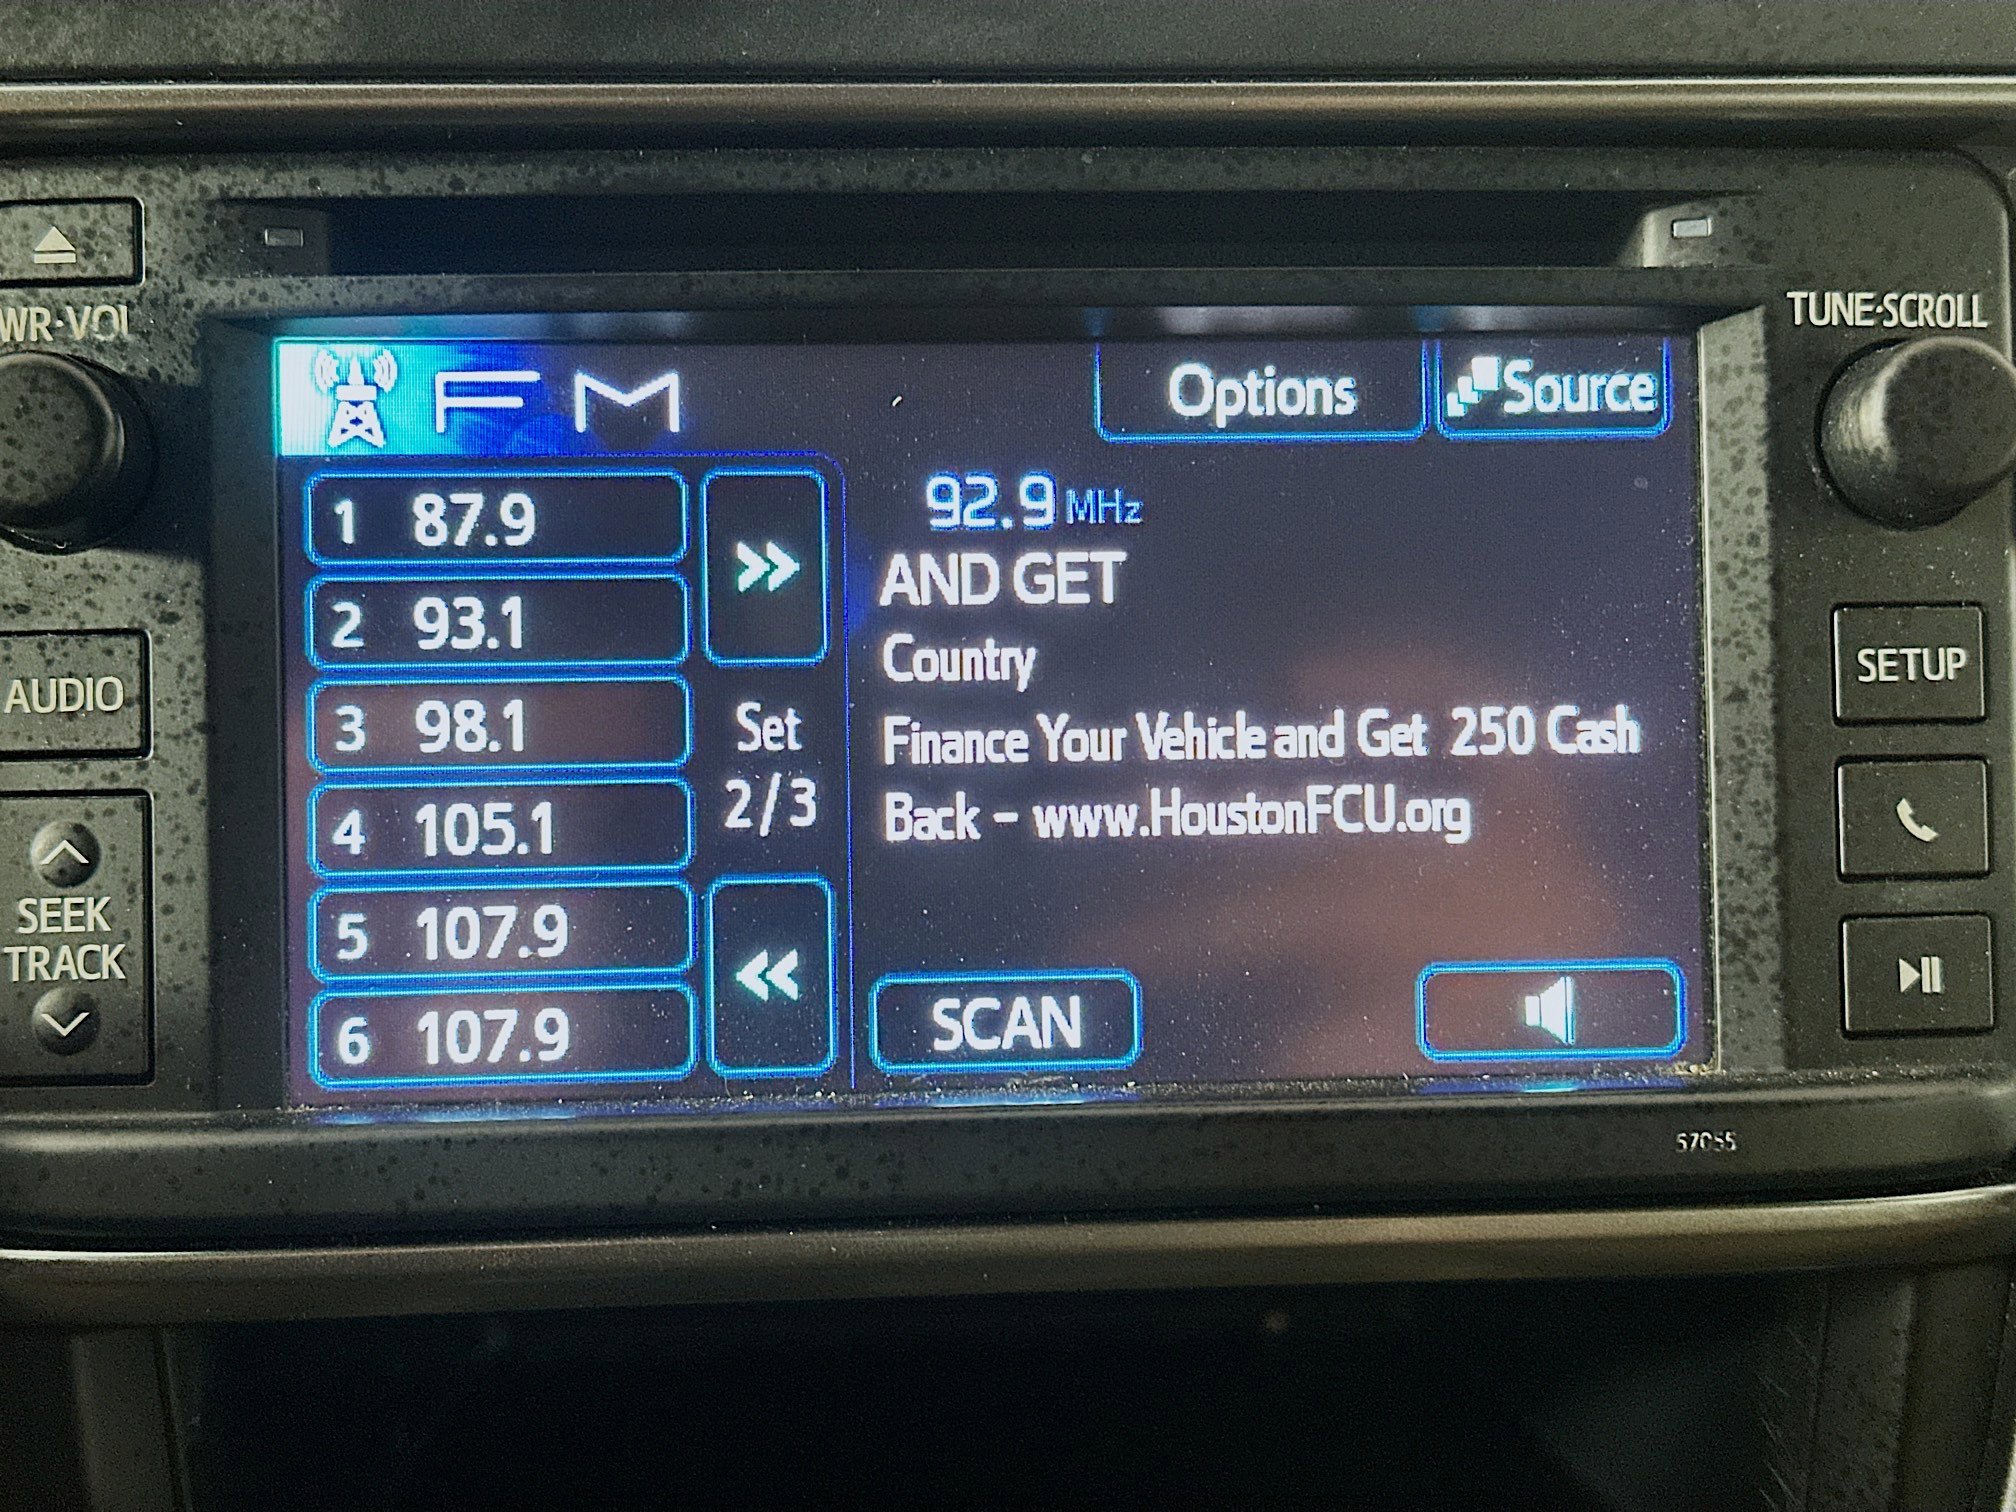 WR·VOL
TUNE·SCROLL
FM
Options
Source
1 87.9
2 93.1
3 98.1
4 105.1
5 107.9
6 107.9
Set
2/3
92.9 MHz
AND GET
Country
Finance Your Vehicle and Get 250 Cash
Back - www.HoustonFCU.org
SCAN
AUDIO
SEEK
TRACK
SETUP